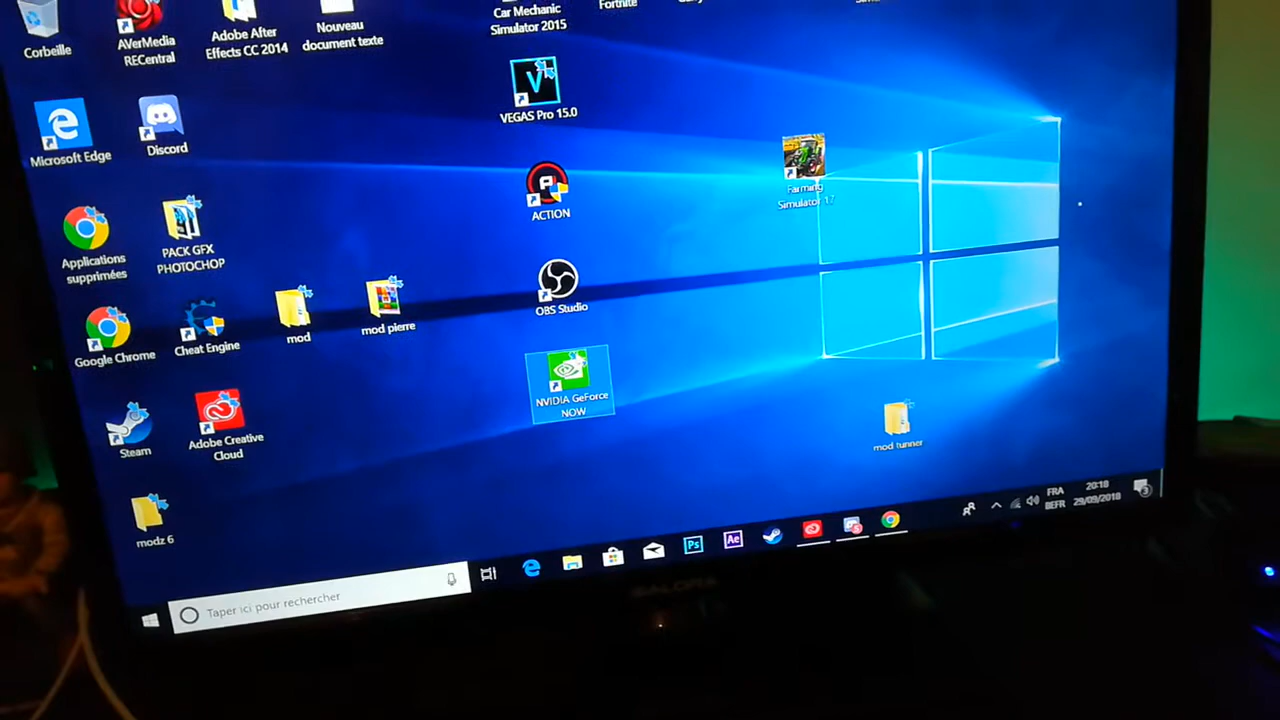 Corbeille
AVerMedia
RECentral
Adobe After
Effects CC 2014
Nouveau
document texte
Car Mechanic
Simulator 2015
Fortnite
Microsoft Edge
Discord
VEGAS Pro 15.0
Farming
Simulator 17
Applications
supprimées
PACK GFX
PHOTOCHOP
ACTION
Google Chrome
Cheat Engine
mod
mod pierre
OBS Studio
Steam
Adobe Creative
Cloud
NVIDIA GeForce
NOW
mod tunner
modz 6
Taper ici pour rechercher
Ps
Ae
FRA
BEFR
20:18
29/09/2018
3